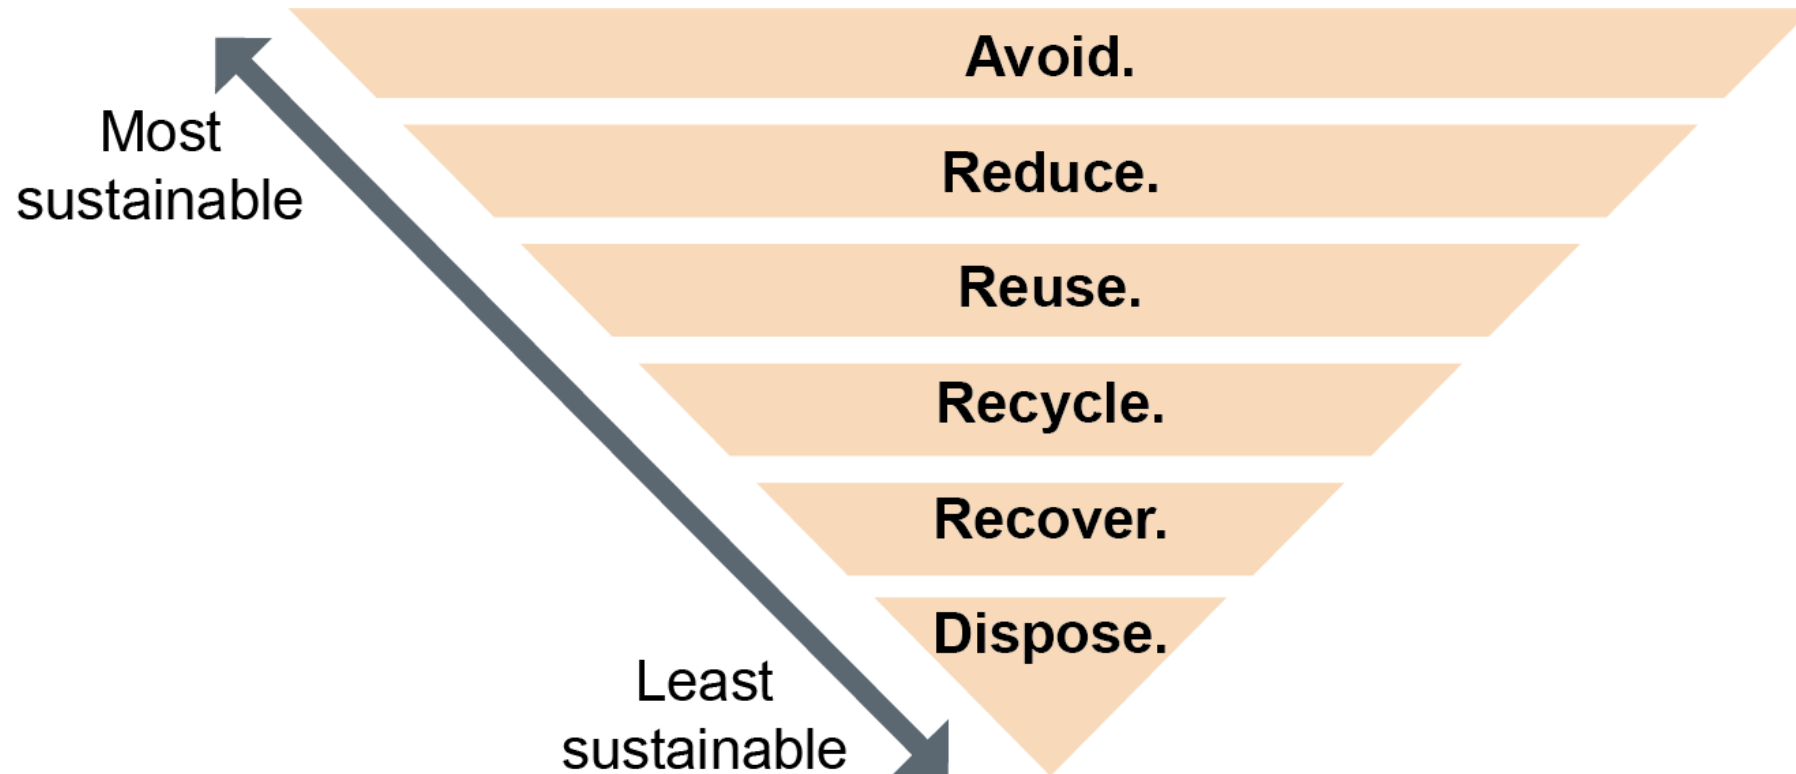 Avoid.
Most
sustainable
Reduce.
Reuse.
Recycle.
Recover.
Dispose.
Least
sustainable